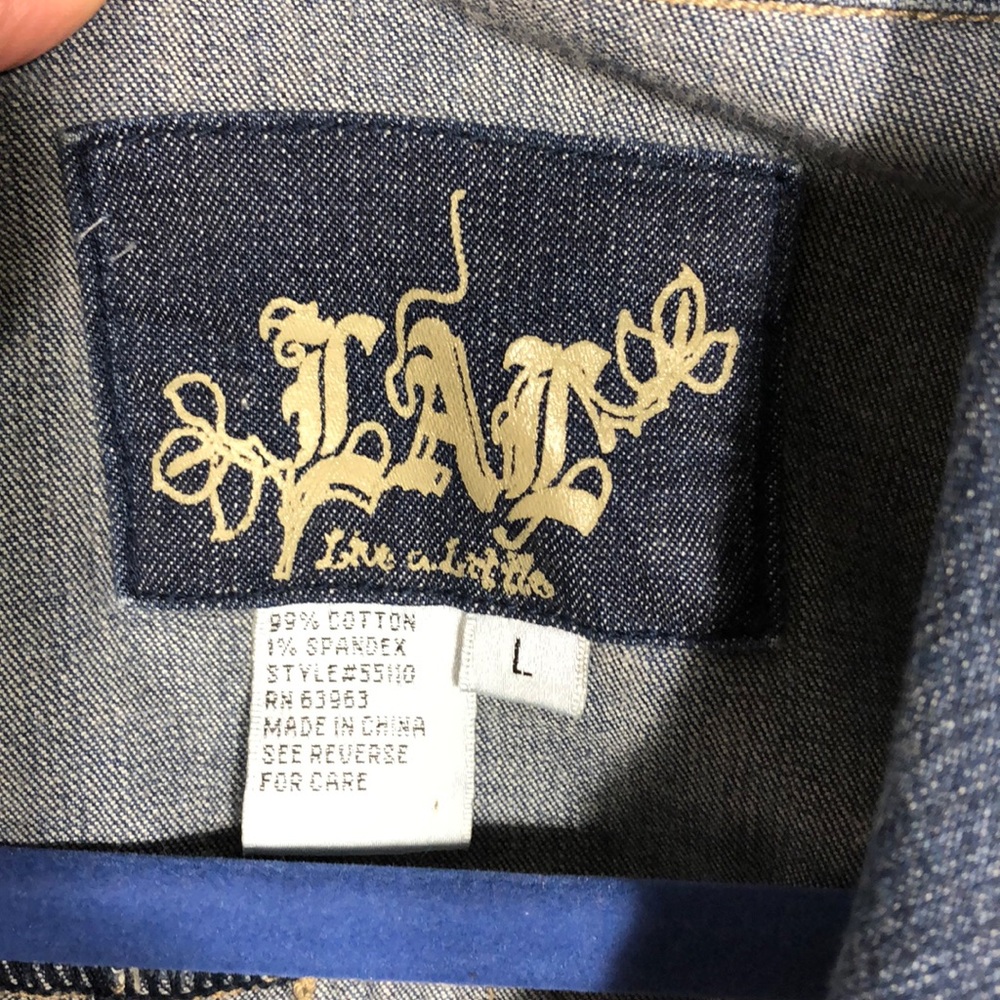 LAL
Live a Little
99% COTTON
1% SPANDEX
STYLE#55110
RN 63963
MADE IN CHINA
SEE REVERSE
FOR CARE
L